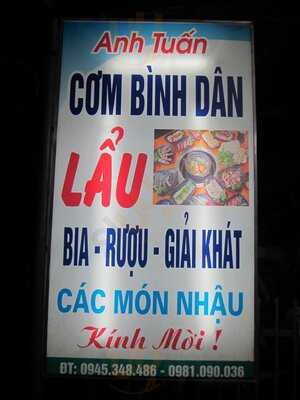 Anh Tuấn
CƠM BÌNH DÂN
LẨU
BIA - RƯỢU - GIẢI KHÁT
CÁC MÓN NHẬU
Kính Mời !
ĐT: 0945.348.486 - 0981.090.036